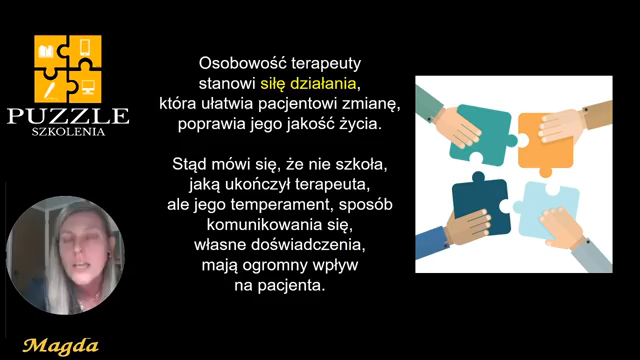 PUZZLE
SZKOLENIA
Osobowość terapeuty
stanowi siłę działania,
która ułatwia pacjentowi zmianę,
poprawia jego jakość życia.
Stąd mówi się, że nie szkoła,
jaką ukończył terapeuta,
ale jego temperament, sposób
komunikowania się,
własne doświadczenia,
mają ogromny wpływ
na pacjenta.
Magda